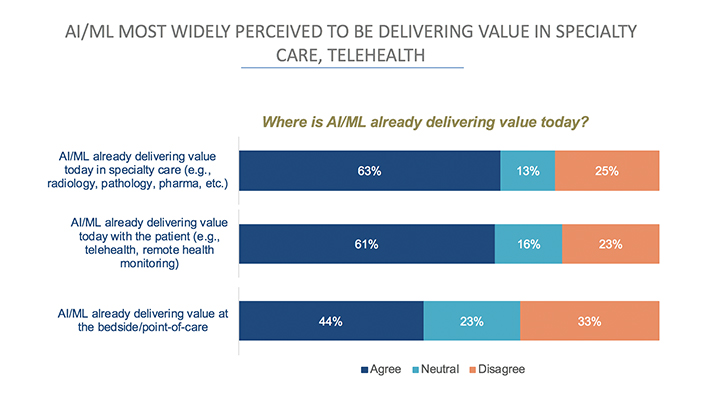 AI/ML MOST WIDELY PERCEIVED TO BE DELIVERING VALUE IN SPECIALTY
CARE, TELEHEALTH
Where is AI/ML already delivering value today?
AI/ML already delivering value
today in specialty care (e.g.,
radiology, pathology, pharma, etc.)
63% 13% 25%
AI/ML already delivering value
today with the patient (e.g.,
telehealth, remote health
monitoring)
61% 16% 23%
AI/ML already delivering value at
the bedside/point-of-care
44% 23% 33%
Agree Neutral Disagree